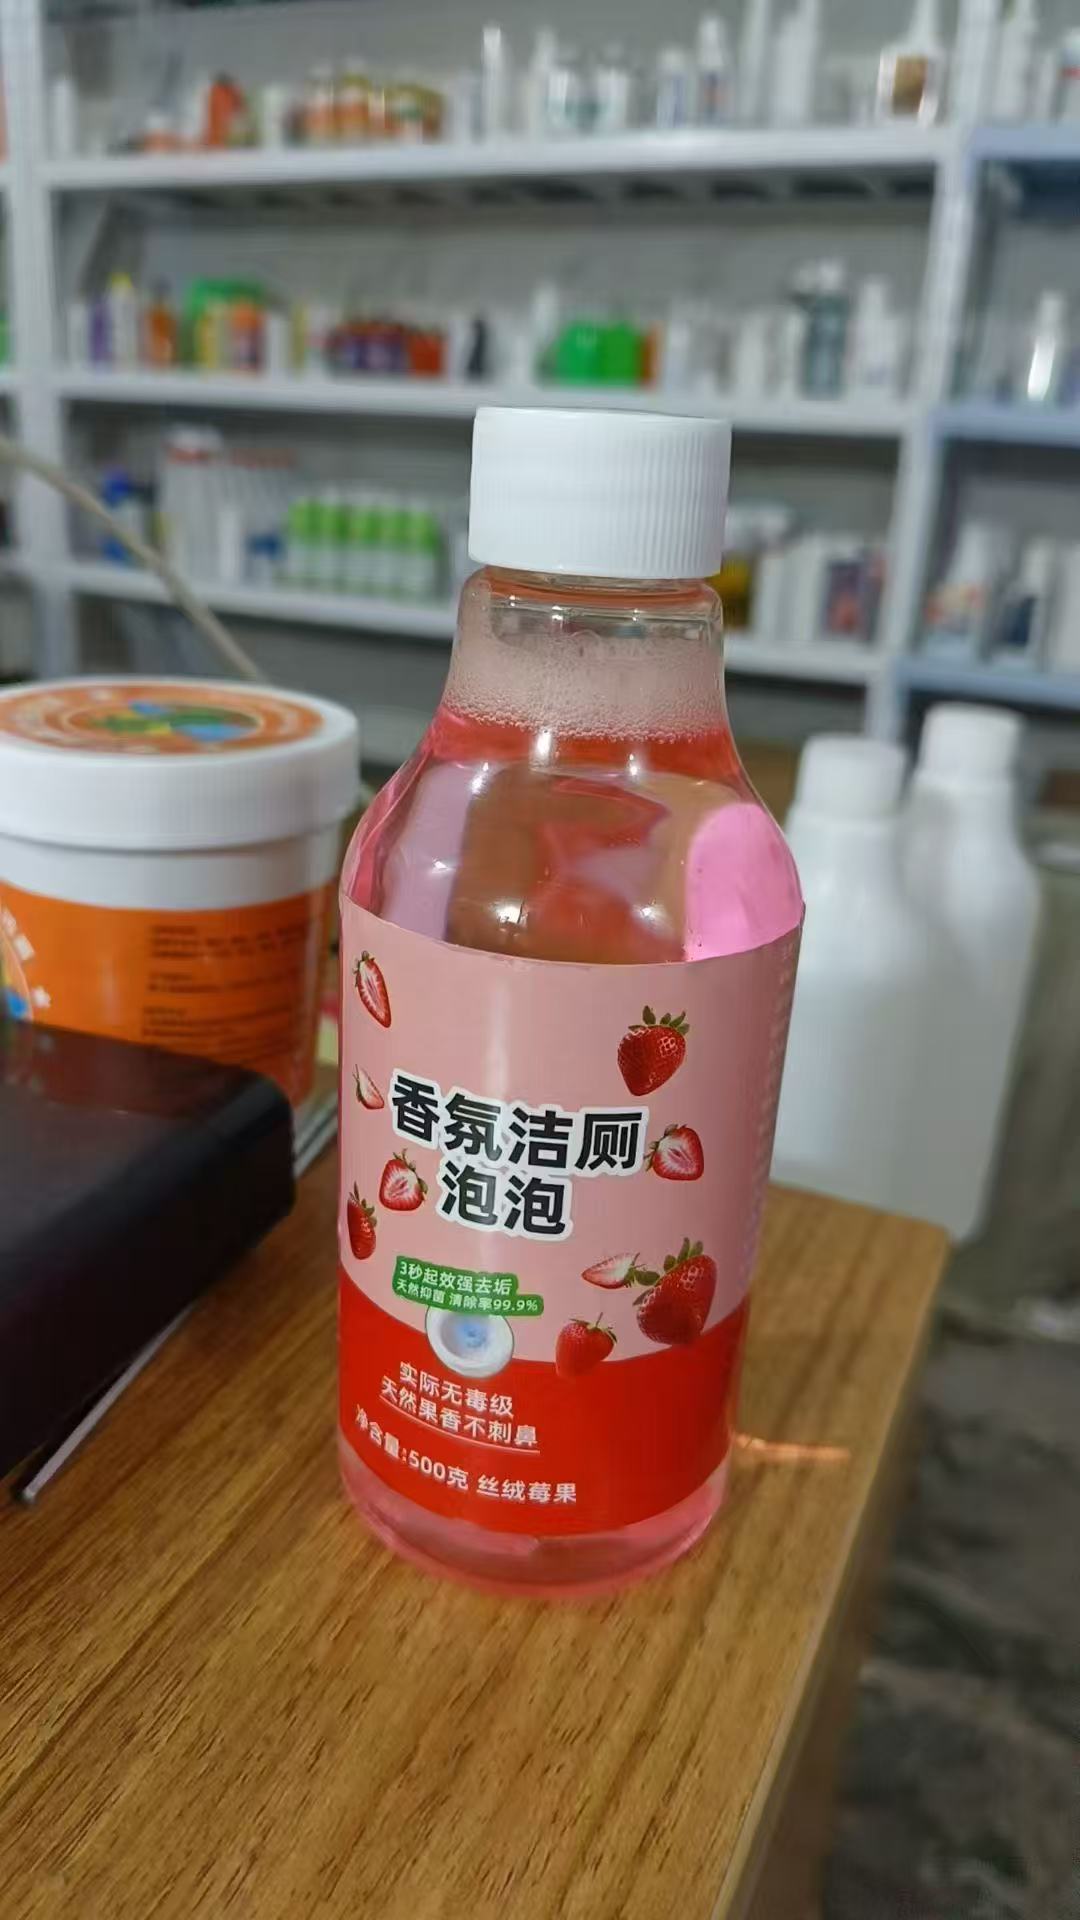 香氛洁厕
泡泡
3秒起效强去垢
天然抑菌 清除率99.9%
实际无毒级
天然果香不刺鼻
净含量:500克 丝绒莓果